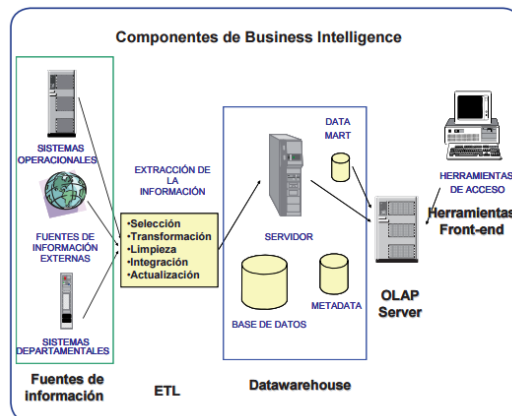 Componentes de Business Intelligence
SISTEMAS
OPERACIONALES
FUENTES DE
INFORMACIÓN
EXTERNAS
SISTEMAS
DEPARTAMENTALES
Fuentes de
información
EXTRACCIÓN DE
LA
INFORMACIÓN
•Selección
•Transformación
•Limpieza
•Integración
•Actualización
ETL
DATA
MART
SERVIDOR
BASE DE DATOS
METADATA
Datawarehouse
OLAP
Server
HERRAMIENTAS
DE ACCESO
Herramientas
Front-end